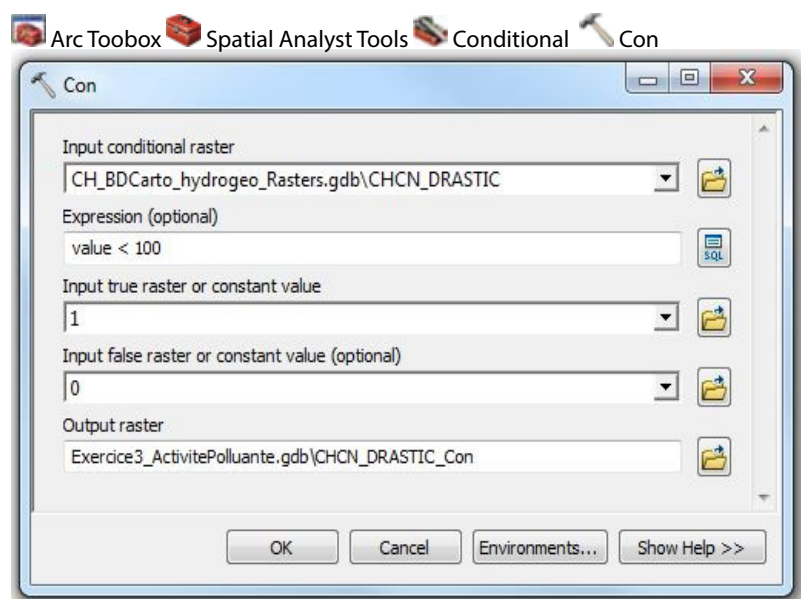 Arc Toobox Spatial Analyst Tools Conditional Con
Con
Input conditional raster
CH_BDCarto_hydrogeo_Rasters.gdb\CHCN_DRASTIC
Expression (optional)
value < 100
SQL
Input true raster or constant value
1
Input false raster or constant value (optional)
0
Output raster
Exercice3_ActivitePolluante.gdb\CHCN_DRASTIC_Con
OK Cancel Environments... Show Help >>